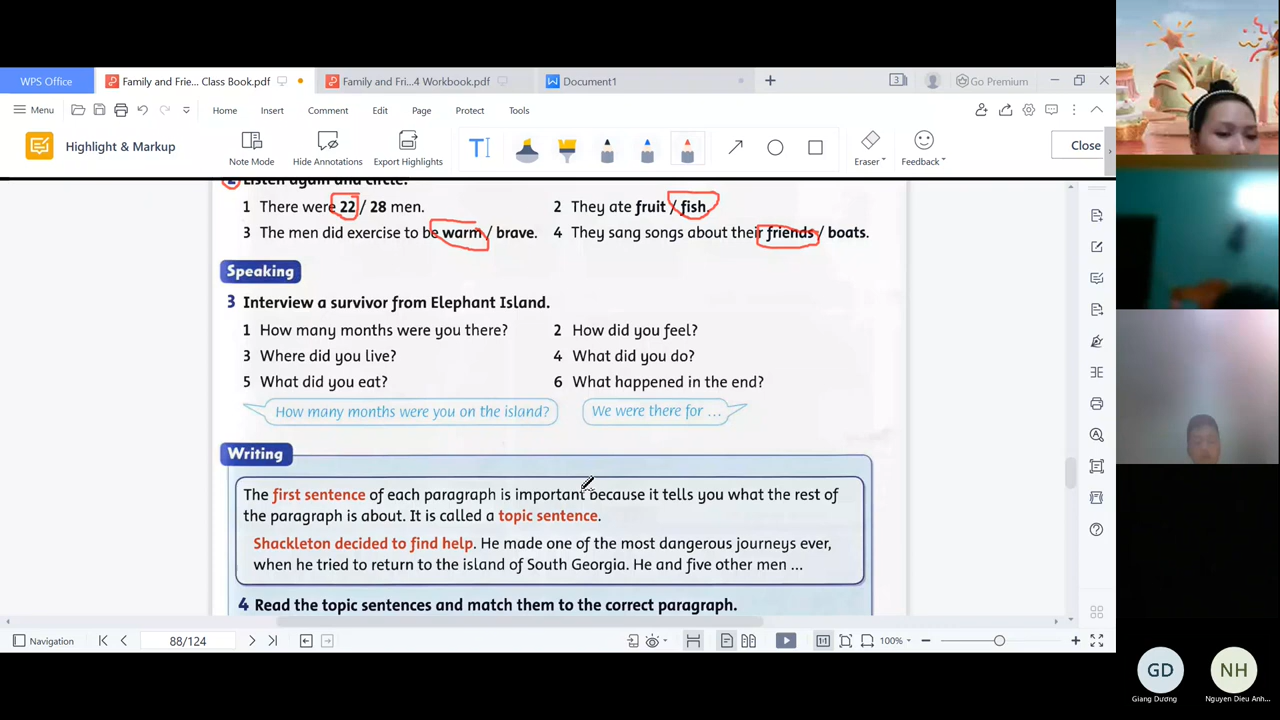 WPS Office
Family and Frie... Class Book.pdf
Family and Fri...4 Workbook.pdf
Document1
3
Go Premium
Menu
Home
Insert
Comment
Edit
Page
Protect
Tools
Highlight & Markup
Note Mode
Hide Annotations
Export Highlights
Eraser
Feedback
Close
2 Listen again and circle.
1 There were 22 / 28 men.
2 They ate fruit / fish.
3 The men did exercise to be warm / brave.
4 They sang songs about their friends / boats.
Speaking
3 Interview a survivor from Elephant Island.
1 How many months were you there?
2 How did you feel?
3 Where did you live?
4 What did you do?
5 What did you eat?
6 What happened in the end?
How many months were you on the island?
We were there for ...
Writing
The first sentence of each paragraph is important because it tells you what the rest of
the paragraph is about. It is called a topic sentence.
Shackleton decided to find help. He made one of the most dangerous journeys ever,
when he tried to return to the island of South Georgia. He and five other men ...
4 Read the topic sentences and match them to the correct paragraph.
Navigation
88/124
100%
GD
Giang Dương
NH
Nguyen Dieu Anh...